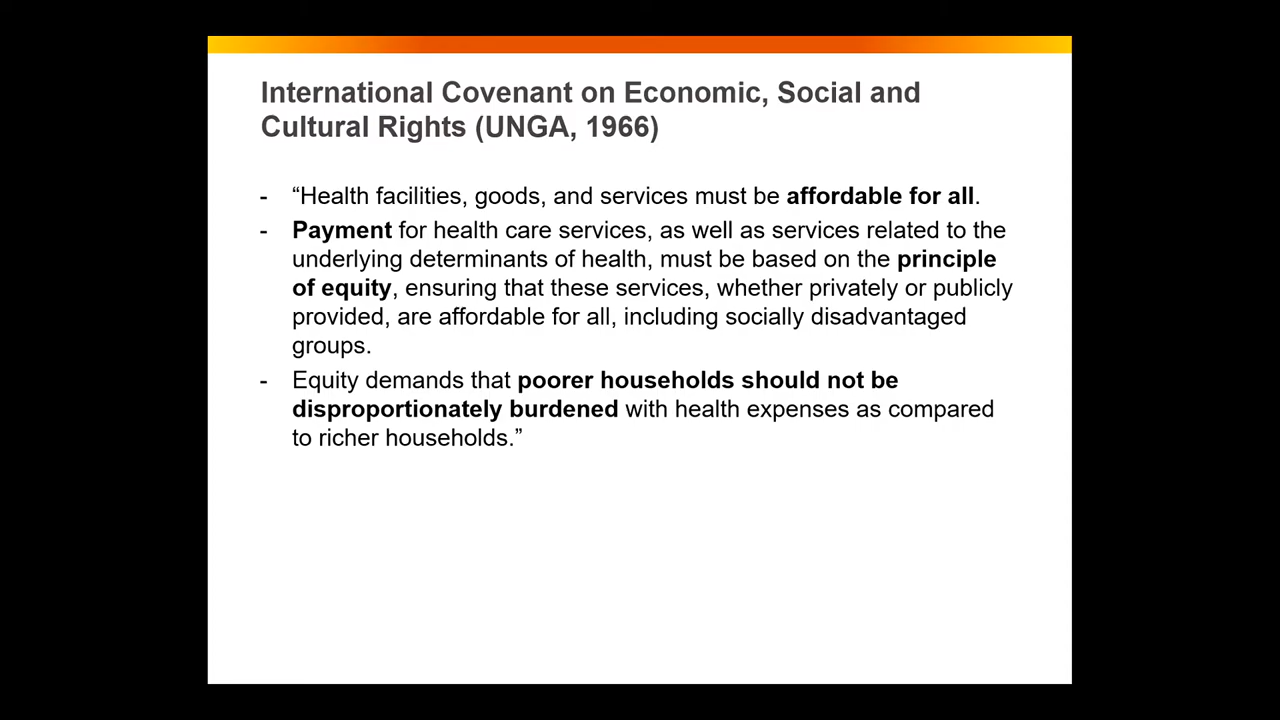 International Covenant on Economic, Social and
Cultural Rights (UNGA, 1966)
- “Health facilities, goods, and services must be affordable for all.
- Payment for health care services, as well as services related to the
underlying determinants of health, must be based on the principle
of equity, ensuring that these services, whether privately or publicly
provided, are affordable for all, including socially disadvantaged
groups.
- Equity demands that poorer households should not be
disproportionately burdened with health expenses as compared
to richer households.”